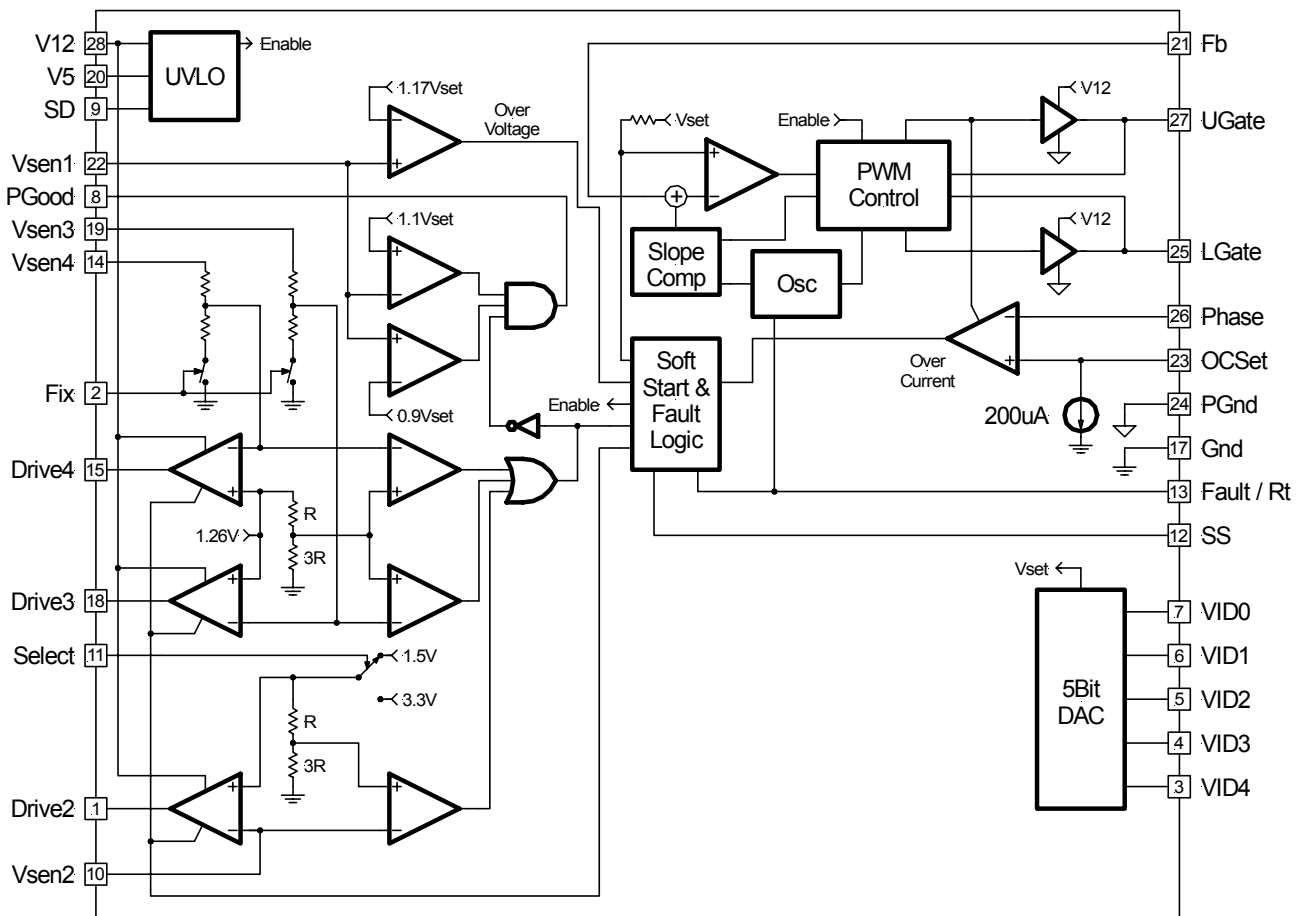 V12 28
V5 20
SD 9
Vsen1 22
PGood 8
Vsen3 19
Vsen4 14
Fix 2
Drive4 15
Drive3 18
Select 11
Drive2 1
Vsen2 10
UVLO
Enable
1.17Vset
Over
Voltage
1.1Vset
0.9Vset
1.26V
R
3R
1.5V
3.3V
R
3R
Vset
Enable
PWM
Control
V12
V12
Slope
Comp
Osc
Soft
Start &
Fault
Logic
Enable
Over
Current
200uA
Vset
5Bit
DAC
21 Fb
27 UGate
25 LGate
26 Phase
23 OCSet
24 PGnd
17 Gnd
13 Fault / Rt
12 SS
7 VID0
6 VID1
5 VID2
4 VID3
3 VID4
+
−
+
−
+
−
+
−
+
−
+
−
+
−
+
−
+
−
+
−
+
−
+